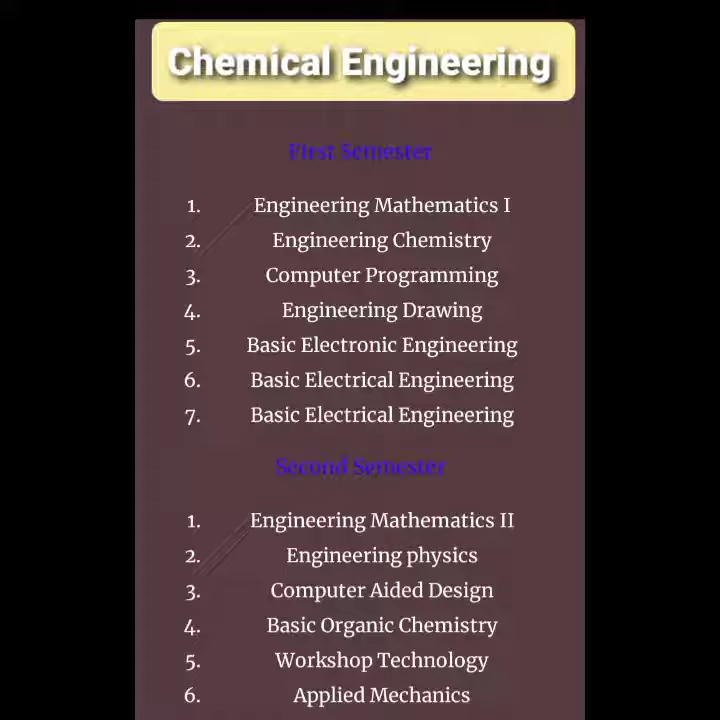 Chemical Engineering
First Semester
1. Engineering Mathematics I
2. Engineering Chemistry
3. Computer Programming
4. Engineering Drawing
5. Basic Electronic Engineering
6. Basic Electrical Engineering
7. Basic Electrical Engineering
Second Semester
1. Engineering Mathematics II
2. Engineering physics
3. Computer Aided Design
4. Basic Organic Chemistry
5. Workshop Technology
6. Applied Mechanics